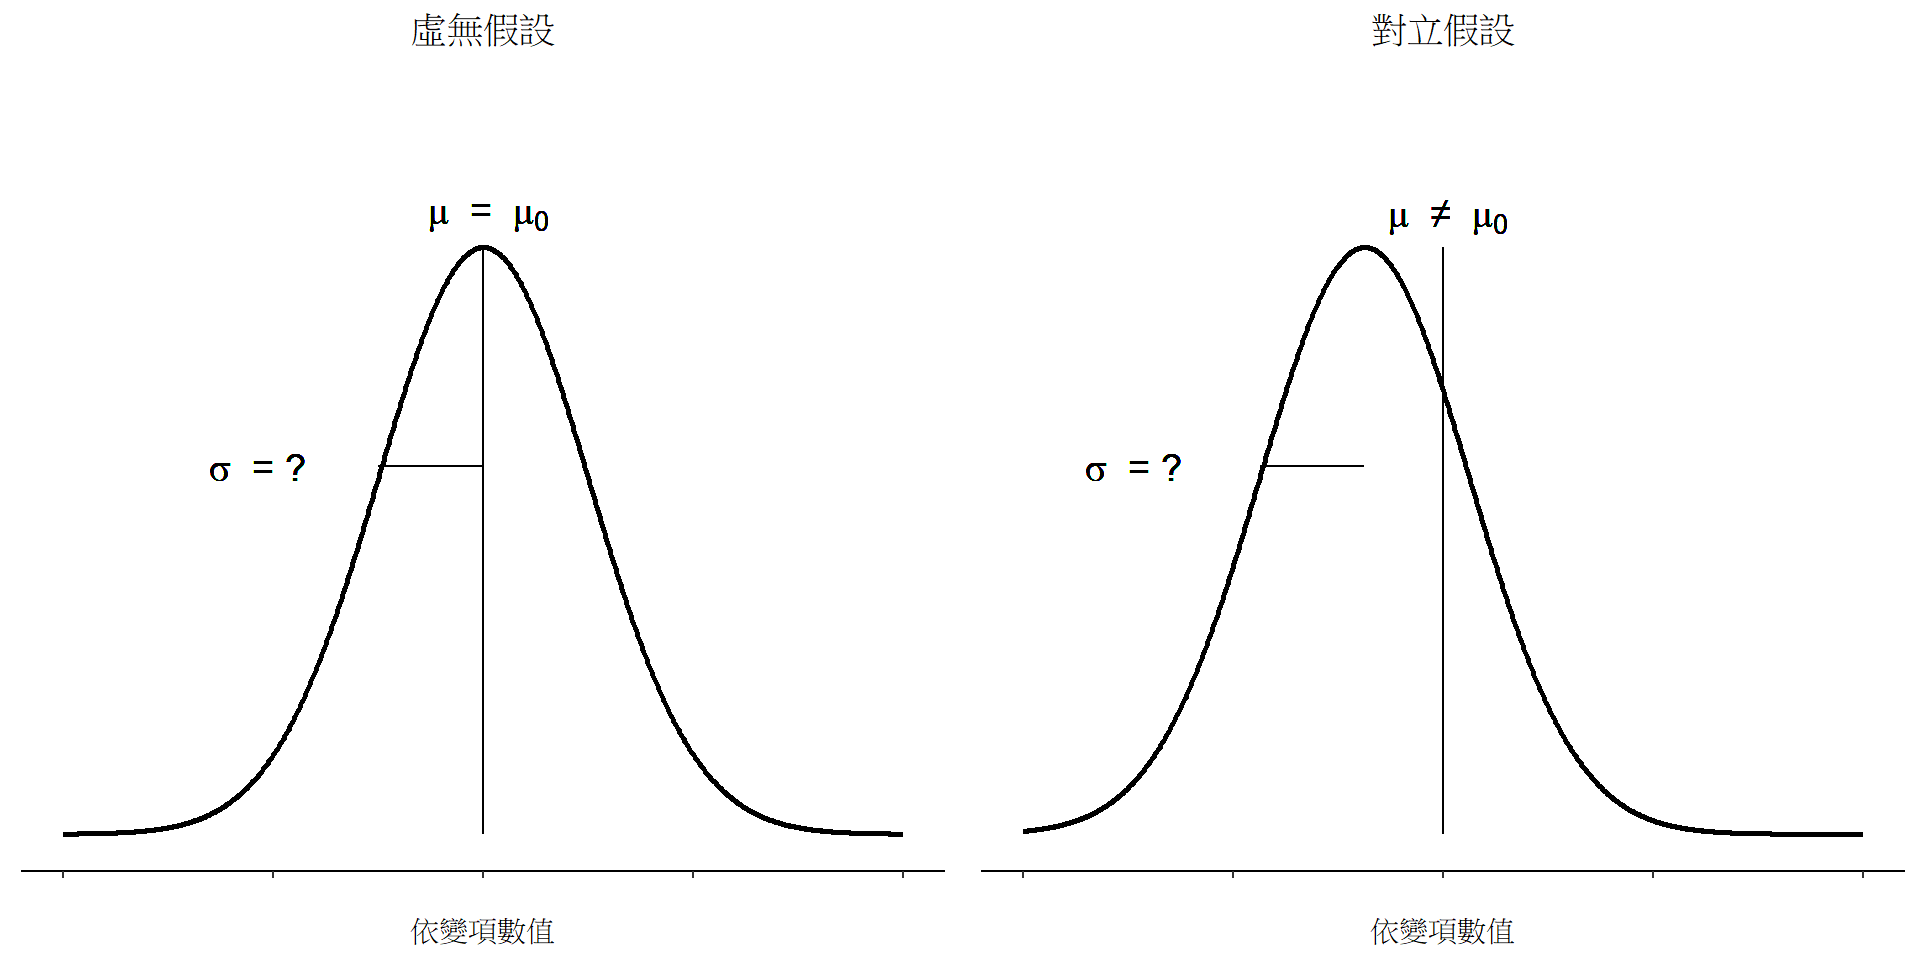 虛無假設
μ = μ₀
σ = ?
依變項數值
對立假設
μ ≠ μ₀
σ = ?
依變項數值